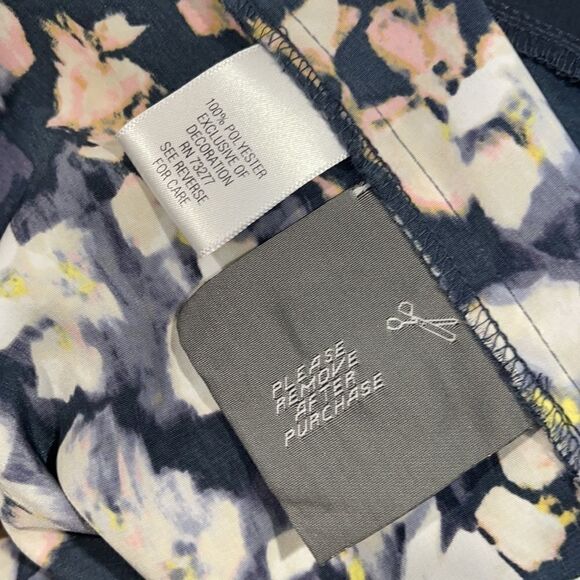 100% POLYESTER
EXCLUSIVE OF
DECORATION
RN 73277
SEE REVERSE
FOR CARE
PLEASE
REMOVE
AFTER
PURCHASE